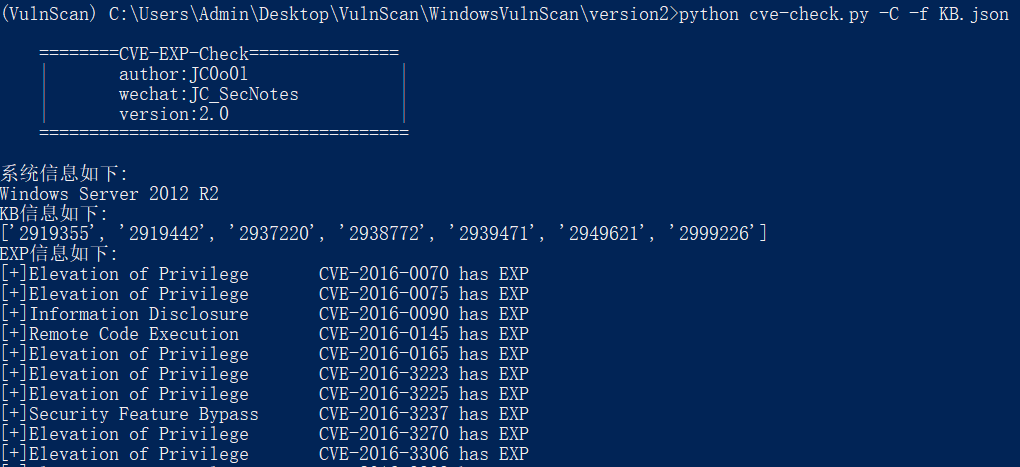 (VulnScan) C:\Users\Admin\Desktop\VulnScan\WindowsVulnScan\version2>python cve-check.py -C -f KB.json
========CVE-EXP-Check===============
|       author:JC0o0l               |
|       wechat:JC_SecNotes          |
|       version:2.0                 |
=====================================
系统信息如下:
Windows Server 2012 R2
KB信息如下:
['2919355', '2919442', '2937220', '2938772', '2939471', '2949621', '2999226']
EXP信息如下:
[+]Elevation of Privilege       CVE-2016-0070 has EXP
[+]Elevation of Privilege       CVE-2016-0075 has EXP
[+]Information Disclosure       CVE-2016-0090 has EXP
[+]Remote Code Execution        CVE-2016-0145 has EXP
[+]Elevation of Privilege       CVE-2016-0165 has EXP
[+]Elevation of Privilege       CVE-2016-3223 has EXP
[+]Elevation of Privilege       CVE-2016-3225 has EXP
[+]Security Feature Bypass      CVE-2016-3237 has EXP
[+]Elevation of Privilege       CVE-2016-3270 has EXP
[+]Elevation of Privilege       CVE-2016-3306 has EXP